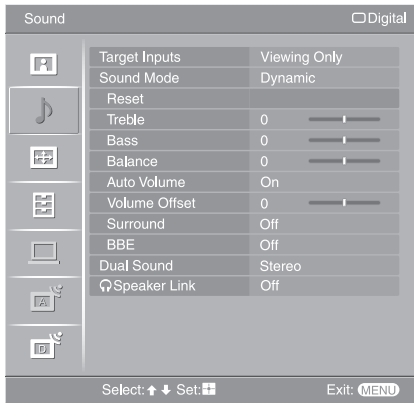 Sound Digital
Target Inputs Viewing Only
Sound Mode Dynamic
Reset
Treble 0
Bass 0
Balance 0
Auto Volume On
Volume Offset 0
Surround Off
BBE Off
Dual Sound Stereo
Speaker Link Off
A
D
Select: Set: Exit: MENU